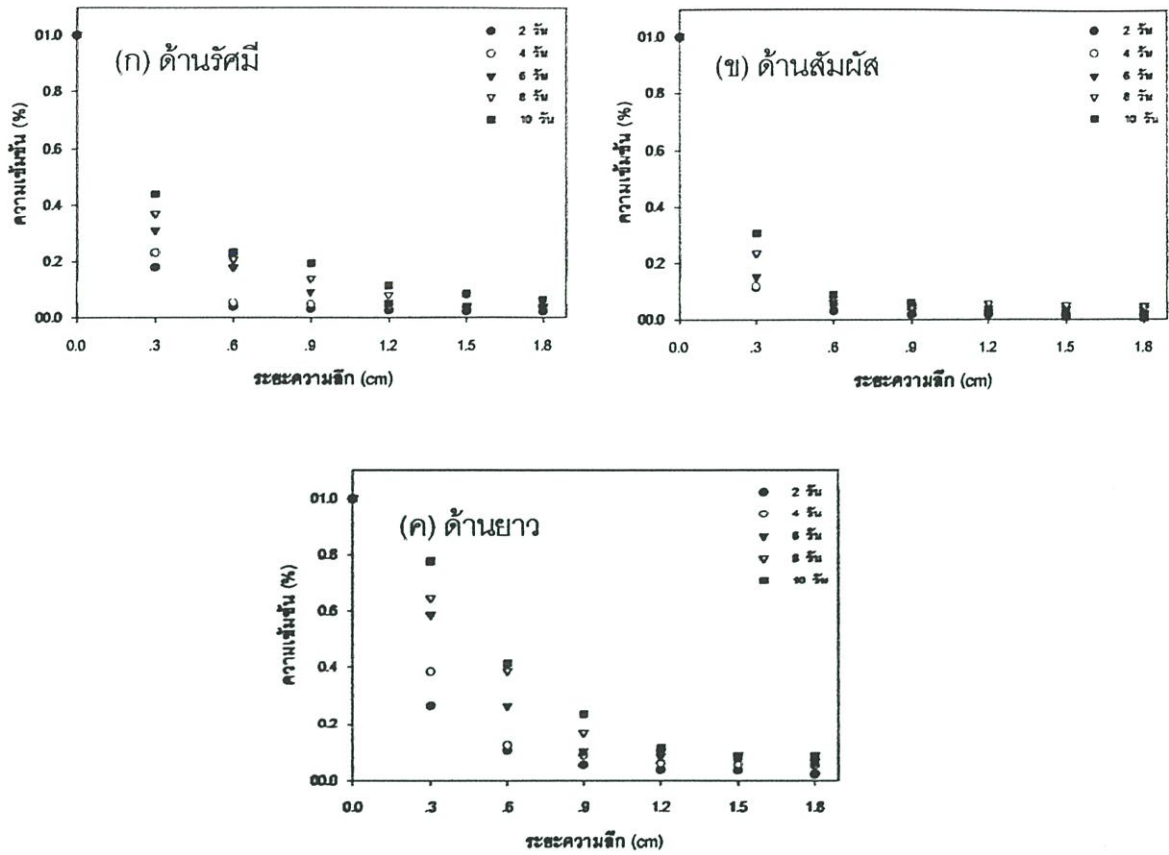 (ก) ด้านรัศมี
ความเข้มข้น (%)
01.0
0.8
0.6
0.4
0.2
00.0
0.0 .3 .6 .9 1.2 1.5 1.8
ระยะความลึก (cm)
2 วัน
4 วัน
6 วัน
8 วัน
10 วัน
(ข) ด้านสัมผัส
ความเข้มข้น (%)
01.0
0.8
0.6
0.4
0.2
00.0
0.0 .3 .6 .9 1.2 1.5 1.8
ระยะความลึก (cm)
2 วัน
4 วัน
6 วัน
8 วัน
10 วัน
(ค) ด้านยาว
ความเข้มข้น (%)
01.0
0.8
0.6
0.4
0.2
00.0
0.0 .3 .6 .9 1.2 1.5 1.8
ระยะความลึก (cm)
2 วัน
4 วัน
6 วัน
8 วัน
10 วัน